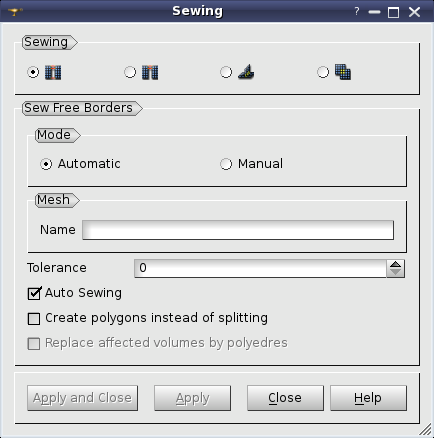 Sewing
?
Sewing
Sew Free Borders
Mode
Automatic Manual
Mesh
Name
Tolerance 0
Auto Sewing
Create polygons instead of splitting
Replace affected volumes by polyedres
Apply and Close Apply Close Help